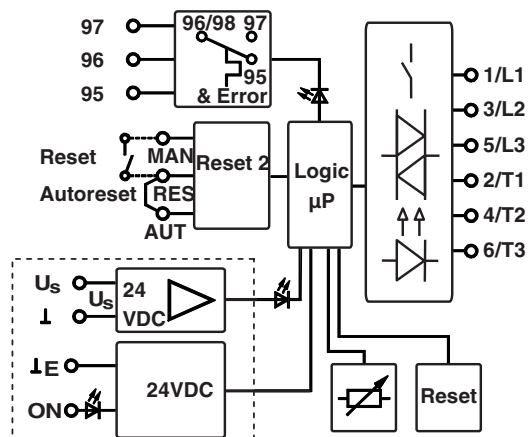 97
96
95
96/98 97
95
& Error
1/L1
3/L2
5/L3
2/T1
4/T2
6/T3
Reset
Autoreset
MAN
RES
AUT
Reset 2
Logic
µP
Us
⊥
Us
24
VDC
⊥E
ON
24VDC
Reset